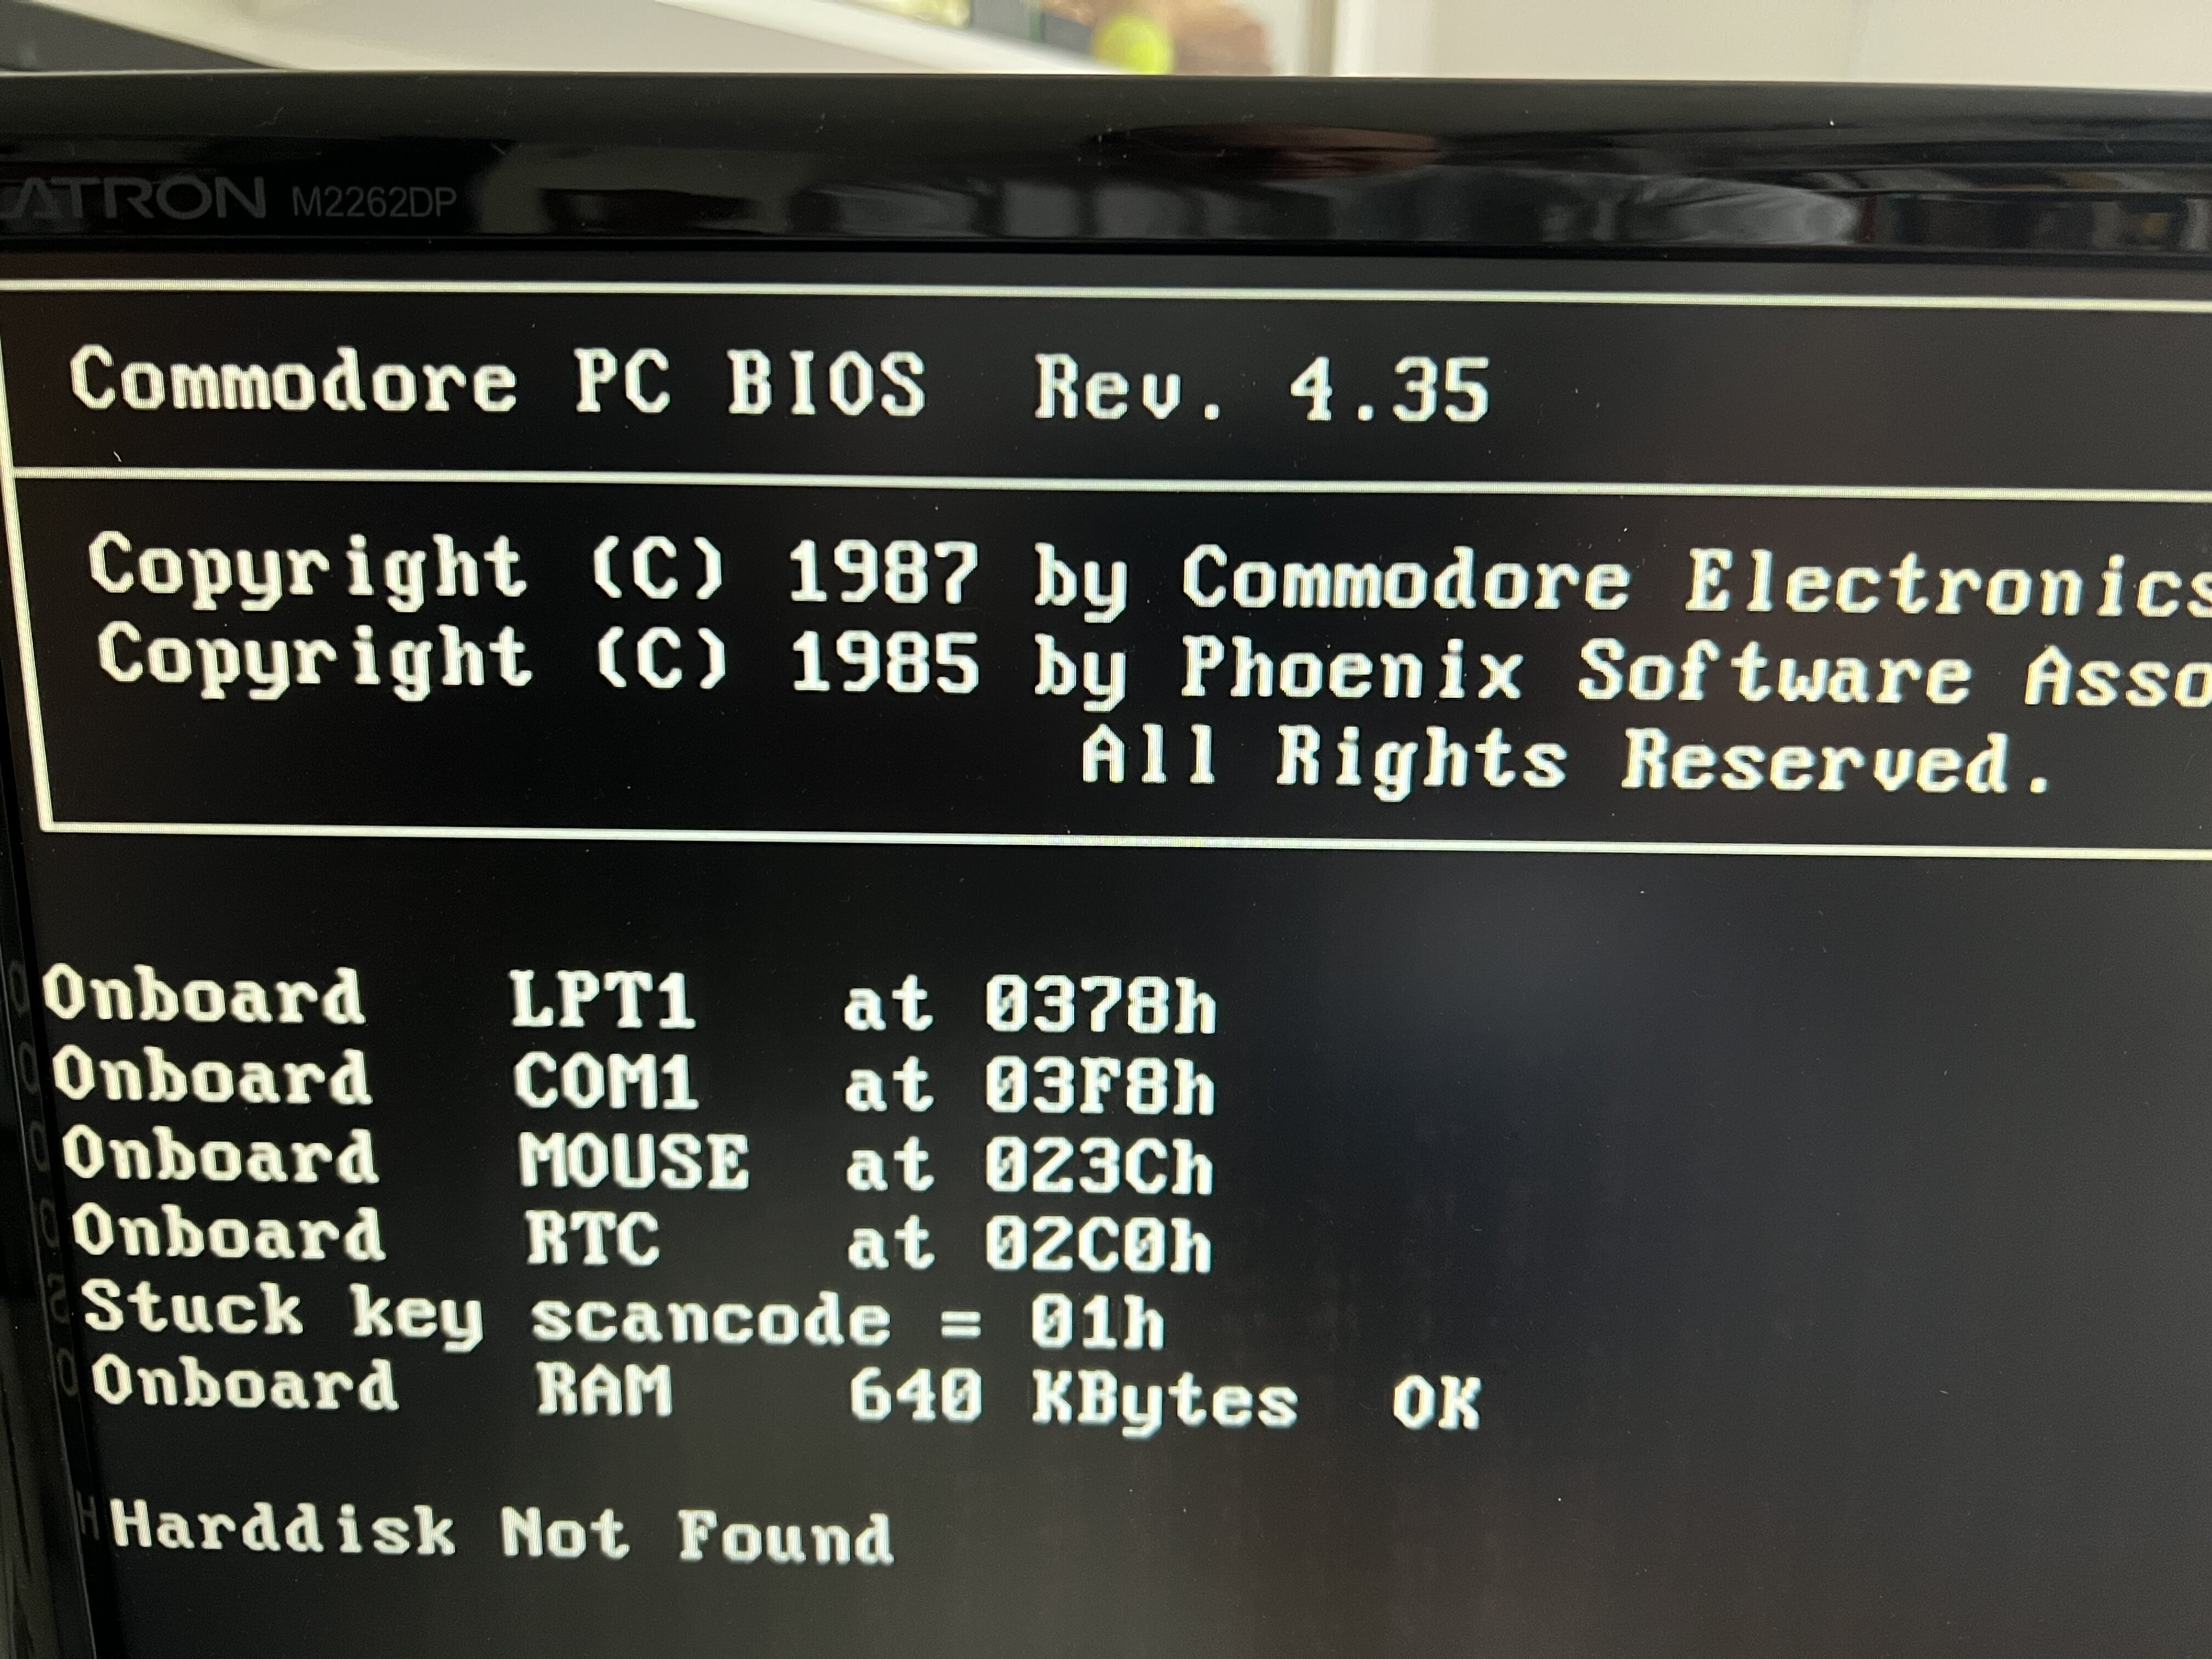 ATRON M2262DP
Commodore PC BIOS Rev. 4.35
Copyright (C) 1987 by Commodore Electronics
Copyright (C) 1985 by Phoenix Software Asso
All Rights Reserved.
Onboard LPT1 at 0378h
Onboard COM1 at 03F8h
Onboard MOUSE at 023Ch
Onboard RTC at 02C0h
Stuck key scancode = 01h
Onboard RAM 640 KBytes OK
Harddisk Not Found